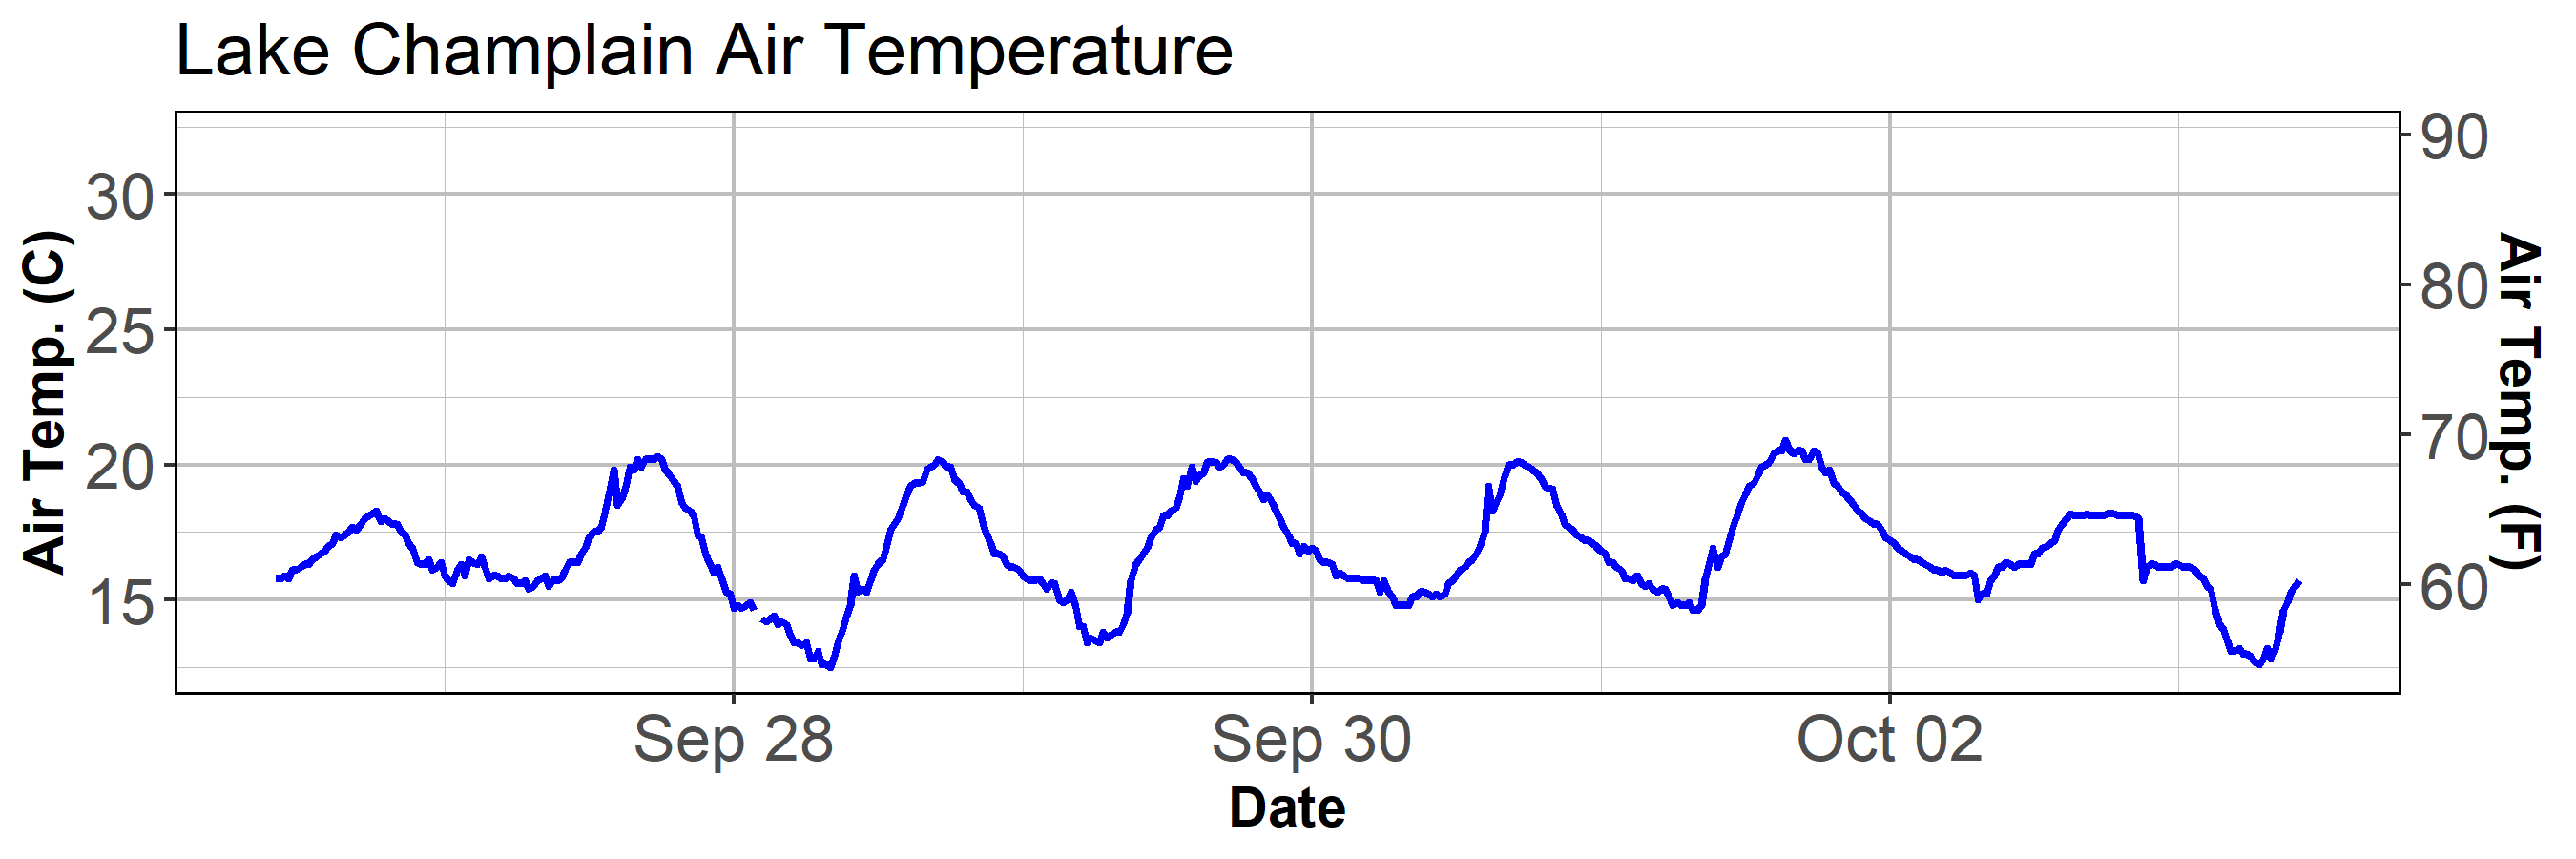 Lake Champlain Air Temperature
Air Temp. (C)
30
25
20
15
90
80
70
60
Air Temp. (F)
Sep 28
Sep 30
Oct 02
Date